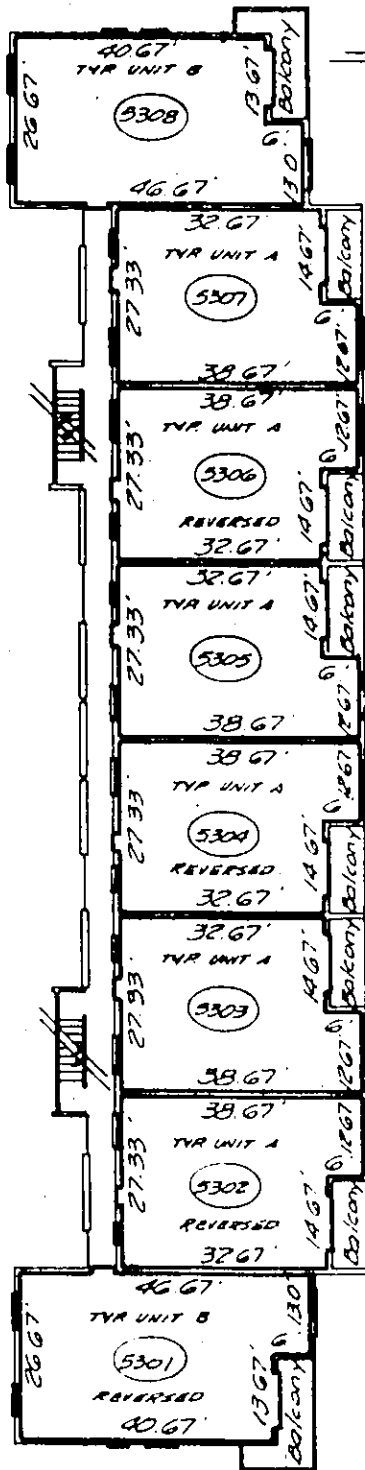 40.67'
TYP. UNIT B
5308
26.67'
13.67'
Balcony
6
13.0'
46.67'
32.67'
TYP. UNIT A
5307
27.33'
14.67'
Balcony
6
12.67'
38.67'
38.67'
TYP. UNIT A
5306
27.33'
12.67'
6
REVERSED
14.67'
Balcony
32.67'
32.67'
TYP. UNIT A
5305
27.33'
14.67'
Balcony
6
12.67'
38.67'
38.67'
TYP. UNIT A
5304
27.33'
12.67'
6
REVERSED
14.67'
Balcony
32.67'
32.67'
TYP. UNIT A
5303
27.33'
14.67'
Balcony
6
12.67'
38.67'
38.67'
TYP. UNIT A
5302
27.33'
12.67'
6
REVERSED
14.67'
Balcony
32.67'
46.67'
TYP. UNIT B
5301
26.67'
13.0'
6
REVERSED
13.67'
Balcony
40.67'